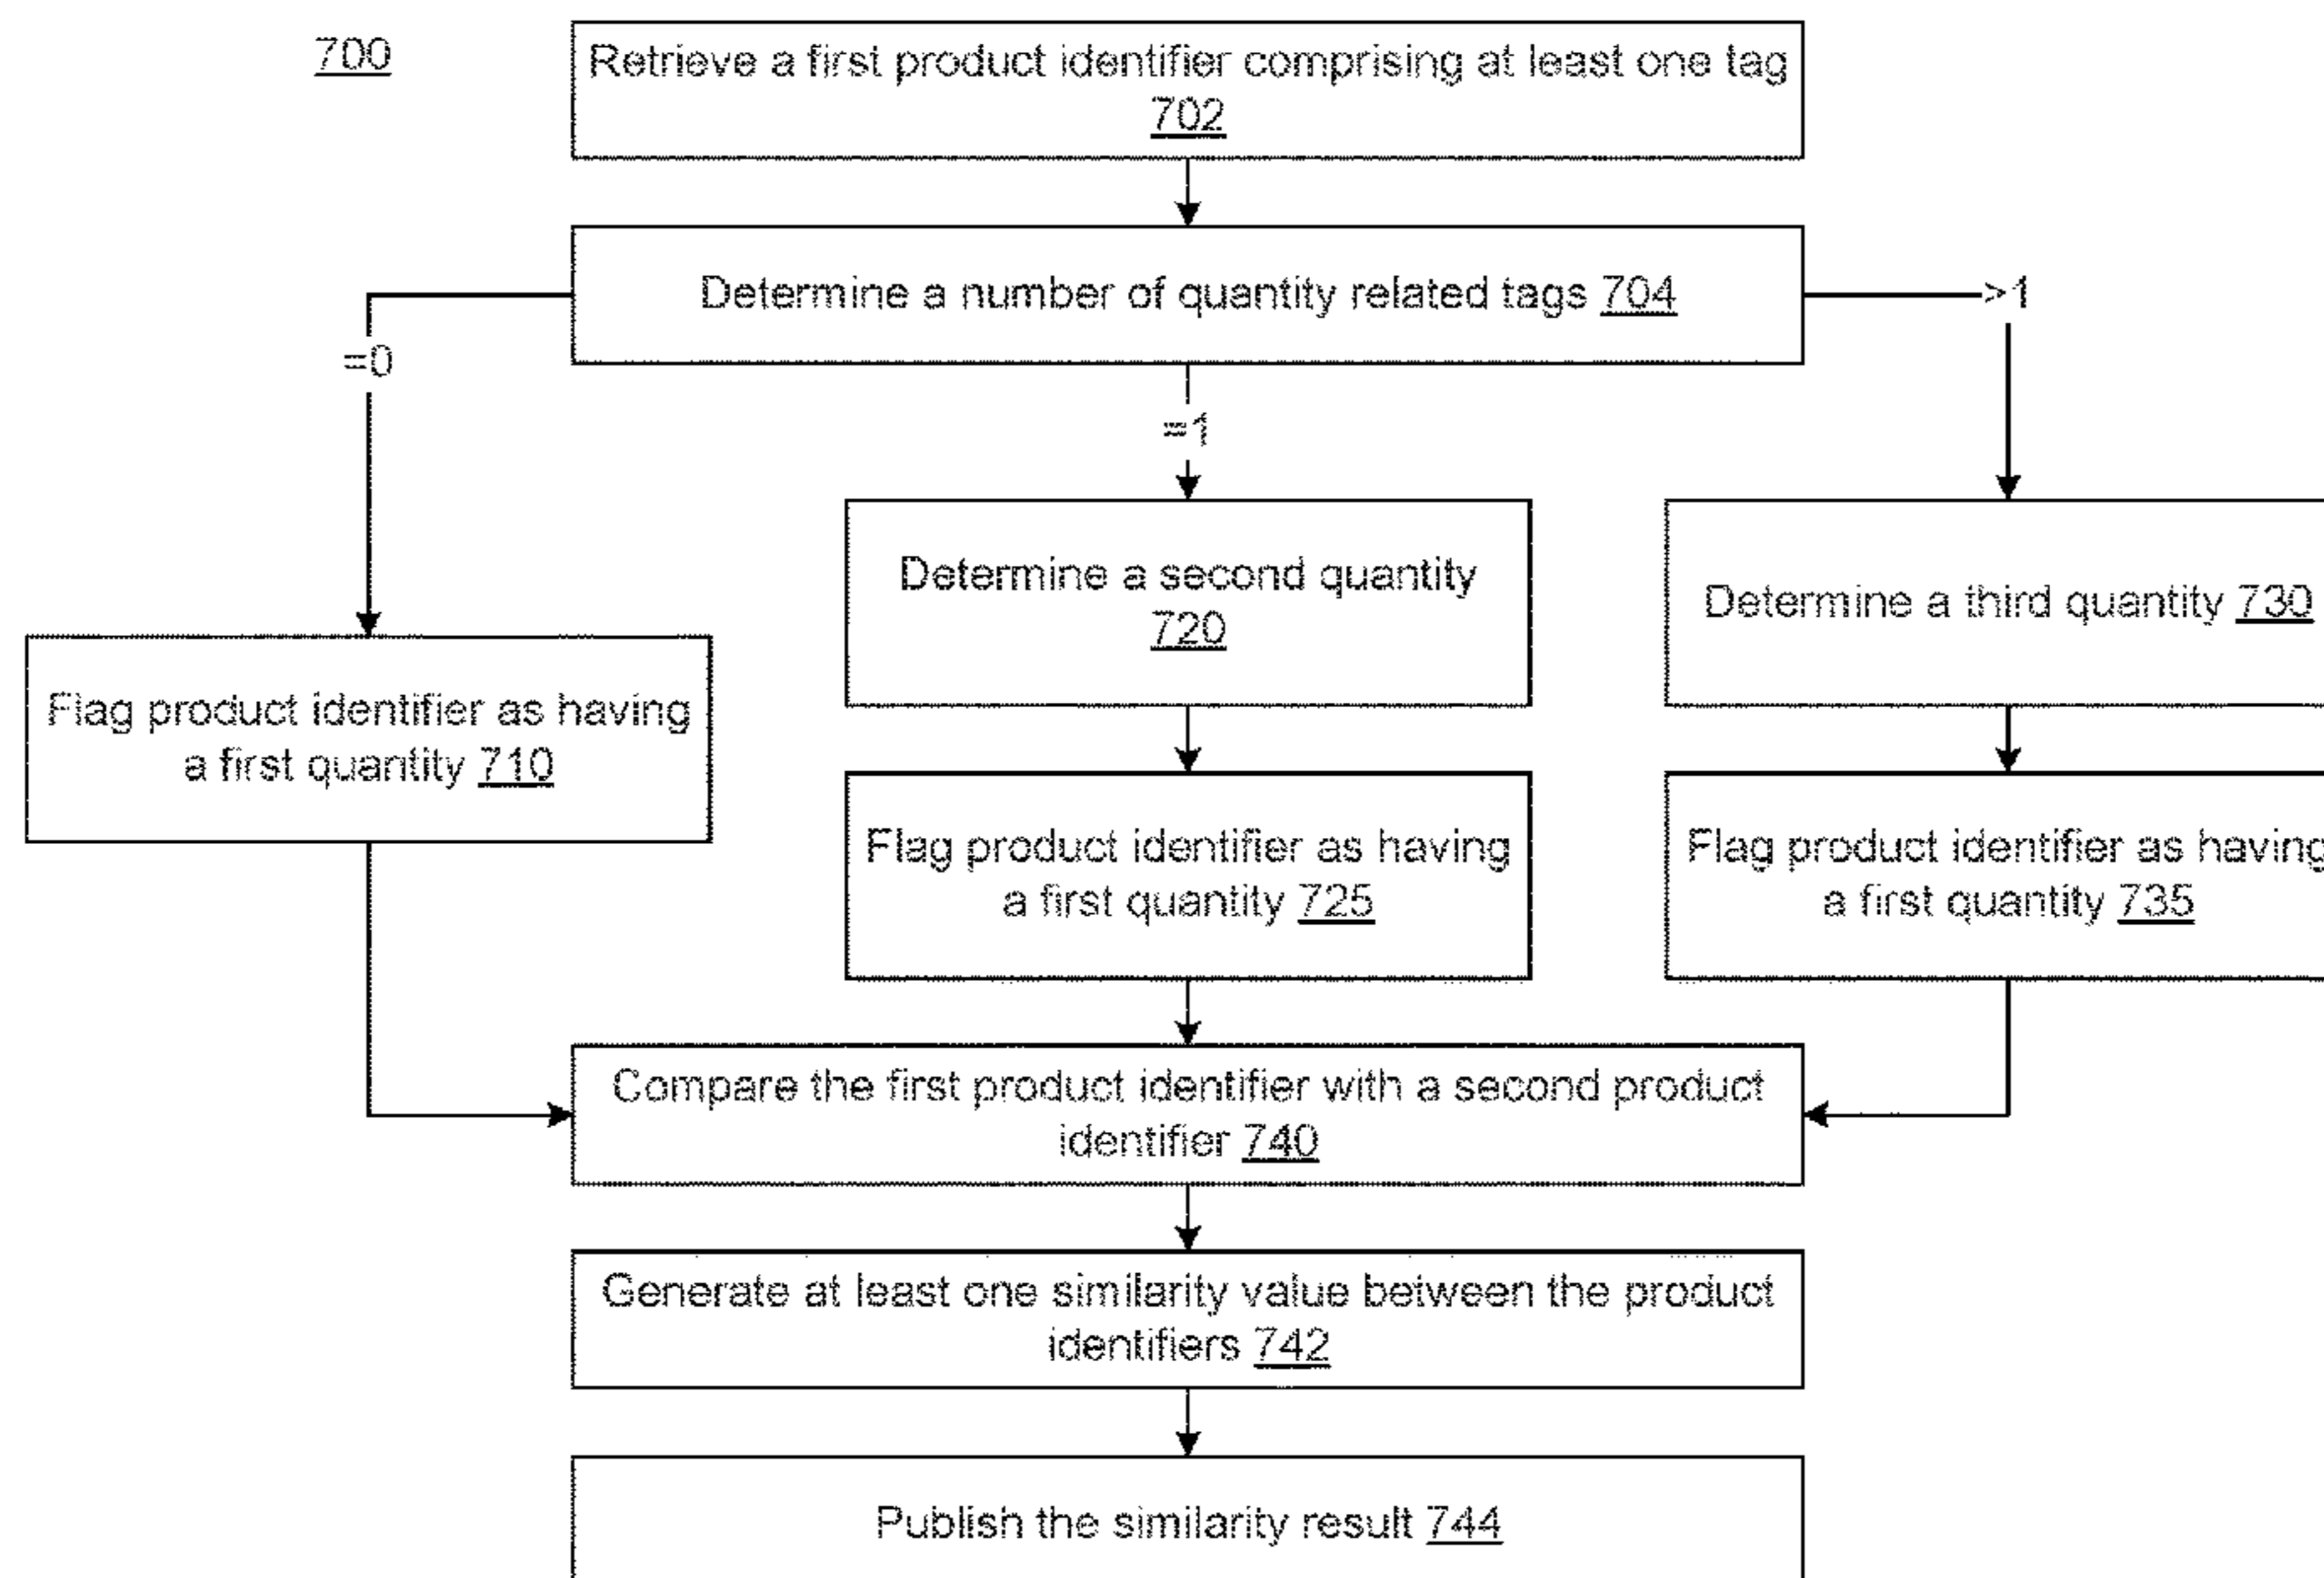 700
Retrieve a first product identifier comprising at least one tag
702
Determine a number of quantity related tags 704
>1
=0
=1
Determine a second quantity
720
Determine a third quantity 730
Flag product identifier as having
a first quantity 710
Flag product identifier as having
a first quantity 725
Flag product identifier as having
a first quantity 735
Compare the first product identifier with a second product
identifier 740
Generate at least one similarity value between the product
identifiers 742
Publish the similarity result 744